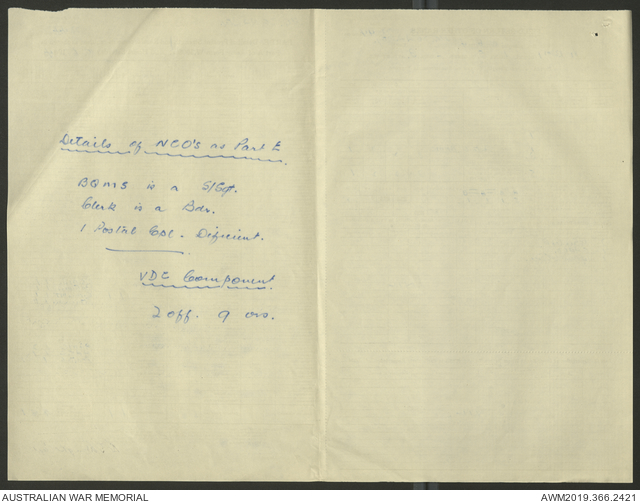 Details of NCO's as Part E
BQMS is a S/Sgt.
Clerk is a Bdr.
1 Postal Cpl - Deficient.
VDC Component
2 off. 9 ors.
AUSTRALIAN WAR MEMORIAL
AWM2019.366.2421